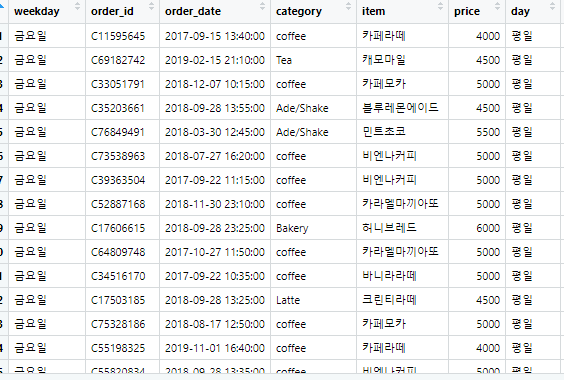 weekday order_id order_date category item price day
1 금요일 C11595645 2017-09-15 13:40:00 coffee 카페라떼 4000 평일
2 금요일 C69182742 2019-02-15 21:10:00 Tea 캐모마일 4500 평일
3 금요일 C33051791 2018-12-07 10:15:00 coffee 카페모카 5000 평일
4 금요일 C35203661 2018-09-28 13:55:00 Ade/Shake 블루레몬에이드 4500 평일
5 금요일 C76849491 2018-03-30 12:45:00 Ade/Shake 민트초코 5500 평일
6 금요일 C73538963 2018-07-27 16:20:00 coffee 비엔나커피 5000 평일
7 금요일 C39363504 2017-09-22 11:15:00 coffee 비엔나커피 5000 평일
8 금요일 C52887168 2018-11-30 23:10:00 coffee 카라멜마끼아또 5000 평일
9 금요일 C17606615 2018-09-28 23:25:00 Bakery 허니브레드 6000 평일
0 금요일 C64809748 2017-10-27 11:50:00 coffee 카라멜마끼아또 5000 평일
1 금요일 C34516170 2017-09-22 10:35:00 coffee 바니라라떼 5000 평일
2 금요일 C17503185 2018-09-28 13:25:00 Latte 크린티라떼 4500 평일
3 금요일 C75328186 2018-08-17 12:50:00 coffee 카페모카 5000 평일
4 금요일 C55198325 2019-11-01 16:40:00 coffee 카페라떼 4000 평일
5 금요일 C55820834 2018-09-28 13:35:00 coffee 비엔나커피 5000 평일